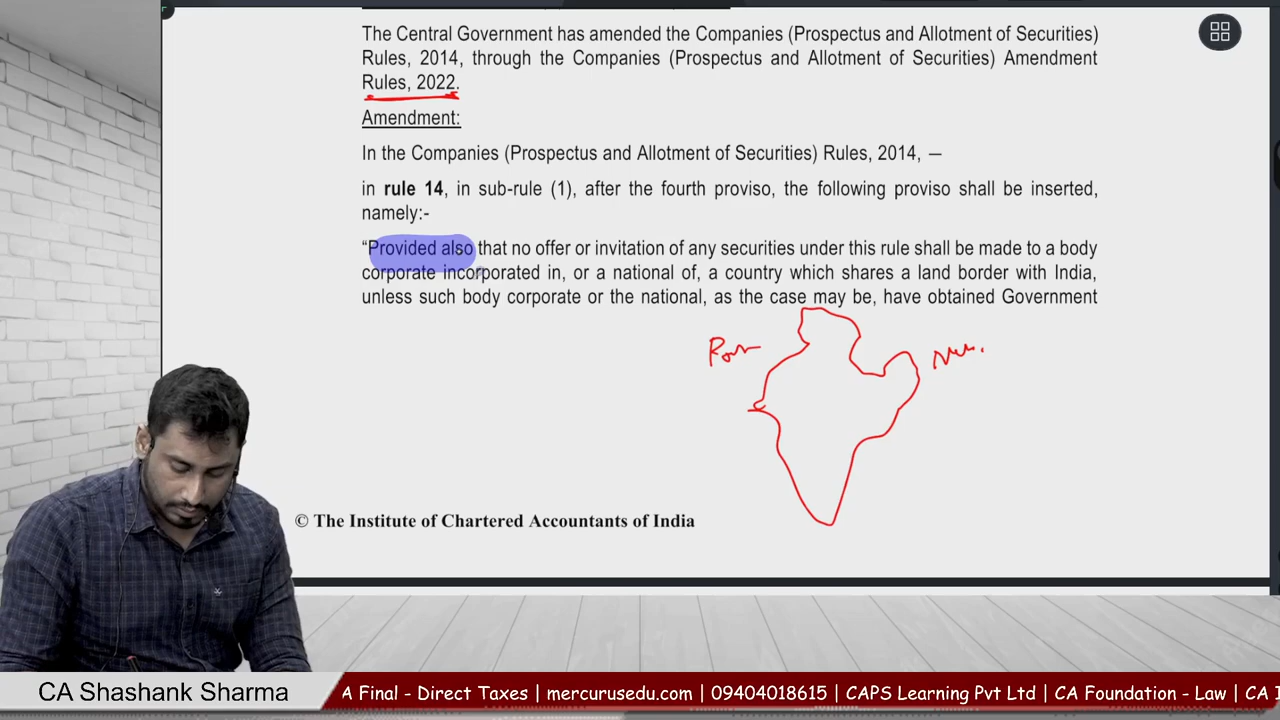 The Central Government has amended the Companies (Prospectus and Allotment of Securities)
Rules, 2014, through the Companies (Prospectus and Allotment of Securities) Amendment
Rules, 2022.
Amendment:
In the Companies (Prospectus and Allotment of Securities) Rules, 2014, —
in rule 14, in sub-rule (1), after the fourth proviso, the following proviso shall be inserted,
namely:-
“Provided also that no offer or invitation of any securities under this rule shall be made to a body
corporate incorporated in, or a national of, a country which shares a land border with India,
unless such body corporate or the national, as the case may be, have obtained Government
© The Institute of Chartered Accountants of India
CA Shashank Sharma
A Final - Direct Taxes | mercurusedu.com | 09404018615 | CAPS Learning Pvt Ltd | CA Foundation - Law | CA I